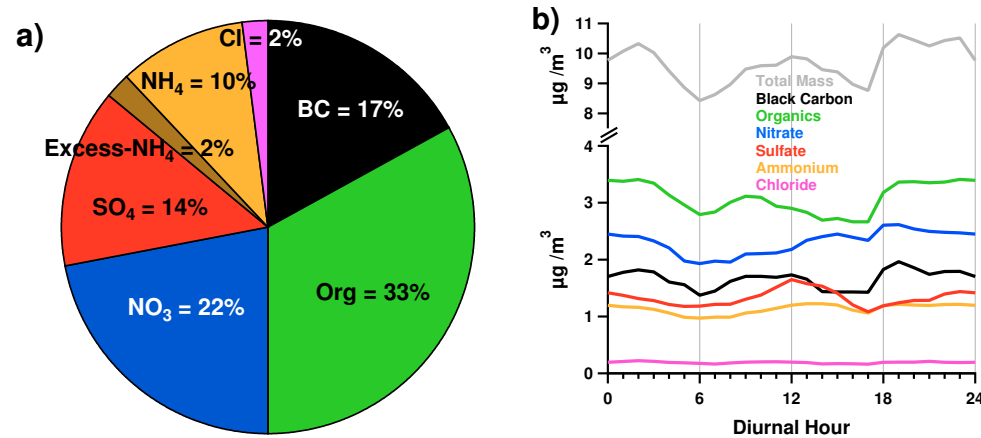 a)
Cl = 2%
NH₄ = 10%
BC = 17%
Excess-NH₄ = 2%
SO₄ = 14%
Org = 33%
NO₃ = 22%
b)
11
10
9
8
µg /m³
Total Mass
Black Carbon
Organics
Nitrate
Sulfate
Ammonium
Chloride
4
3
2
1
0
µg /m³
0 6 12 18 24
Diurnal Hour